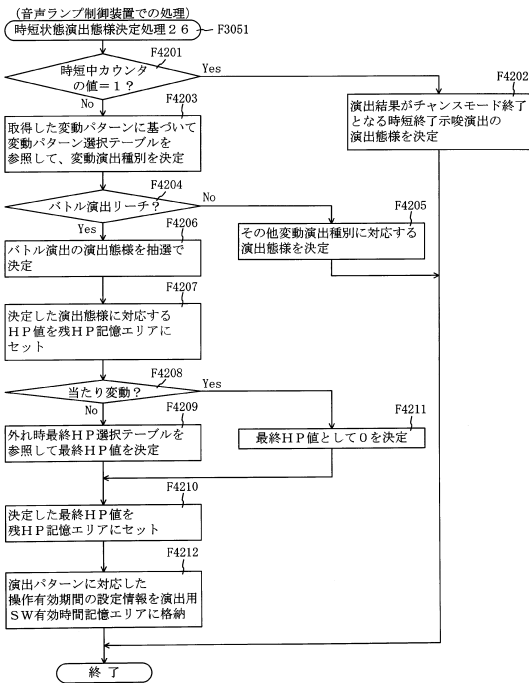 (音声ランプ制御装置での処理)
時短状態演出態様決定処理26
F3051
F4201
時短中カウンタ
の値=1?
Yes
No
F4202
演出結果がチャンスモード終了
となる時短終了示唆演出の
演出態様を決定
F4203
取得した変動パターンに基づいて
変動パターン選択テーブルを
参照して、変動演出種別を決定
F4204
バトル演出リーチ?
No
Yes
F4205
その他変動演出種別に対応する
演出態様を決定
F4206
バトル演出の演出態様を抽選で
決定
F4207
決定した演出態様に対応する
HP値を残HP記憶エリアに
セット
F4208
当たり変動?
Yes
No
F4209
外れ時最終HP選択テーブルを
参照して最終HP値を決定
F4211
最終HP値として0を決定
F4210
決定した最終HP値を
残HP記憶エリアにセット
F4212
演出パターンに対応した
操作有効期間の設定情報を演出用
SW有効時間記憶エリアに格納
終了